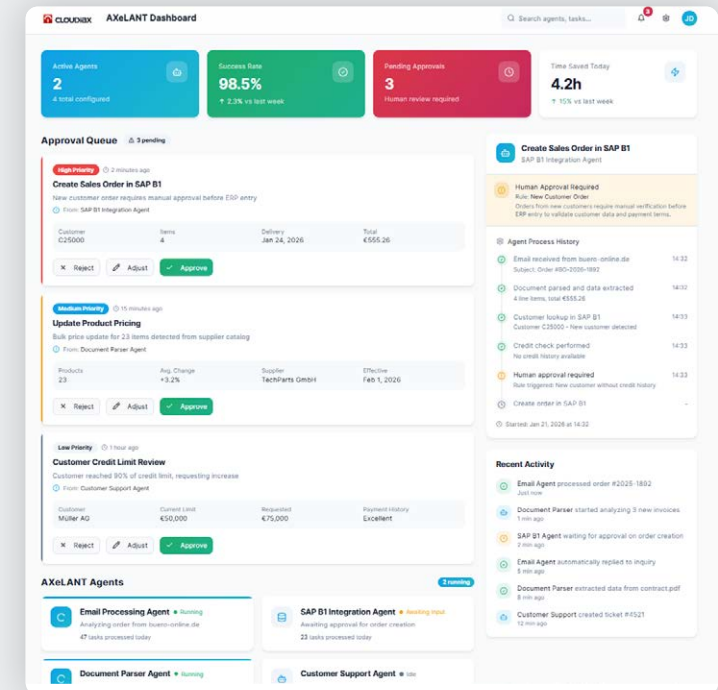 CLOUDIAX AXeLANT Dashboard
Search agents, tasks...
3
JD
Active Agents
2
4 total configured
Success Rate
98.5%
↑ 2.3% vs last week
Pending Approvals
3
Human review required
Time Saved Today
4.2h
↑ 15% vs last week
Approval Queue 3 pending
High Priority 2 minutes ago
Create Sales Order in SAP B1
New customer order requires manual approval before ERP entry
From: SAP B1 Integration Agent
Customer Items Delivery Total
C25000 4 Jan 24, 2026 €555.26
Reject Adjust Approve
Medium Priority 15 minutes ago
Update Product Pricing
Bulk price update for 23 items detected from supplier catalog
From: Document Parser Agent
Products Avg. Change Supplier Effective
23 +3.2% TechParts GmbH Feb 1, 2026
Reject Adjust Approve
Low Priority 1 hour ago
Customer Credit Limit Review
Customer reached 90% of credit limit, requesting increase
From: Customer Support Agent
Customer Current Limit Requested Payment History
Müller AG €50,000 €75,000 Excellent
Reject Adjust Approve
AXeLANT Agents 2 running
Email Processing Agent Running
Analyzing order from buero-online.de
47 tasks processed today
SAP B1 Integration Agent Awaiting Input
Awaiting approval for order creation
23 tasks processed today
Document Parser Agent Running
Customer Support Agent Idle
Create Sales Order in SAP B1
SAP B1 Integration Agent
Human Approval Required
Rule: New Customer Order
Orders from new customers require manual verification before
ERP entry to validate customer data and payment terms.
Agent Process History
Email received from buero-online.de 14:32
Subject: Order #BO-2026-1892
Document parsed and data extracted 14:32
4 line items, total €555.26
Customer lookup in SAP B1 14:33
Customer C25000 - New customer detected
Credit check performed 14:33
No credit history available
Human approval required 14:33
Rule triggered: New customer without credit history
Create order in SAP B1 -
Started: Jan 21, 2026 at 14:32
Recent Activity
Email Agent processed order #2025-1892
Just now
Document Parser started analyzing 3 new invoices
1 min ago
SAP B1 Agent waiting for approval on order creation
2 min ago
Email Agent automatically replied to inquiry
5 min ago
Document Parser extracted data from contract.pdf
8 min ago
Customer Support created ticket #4521
12 min ago